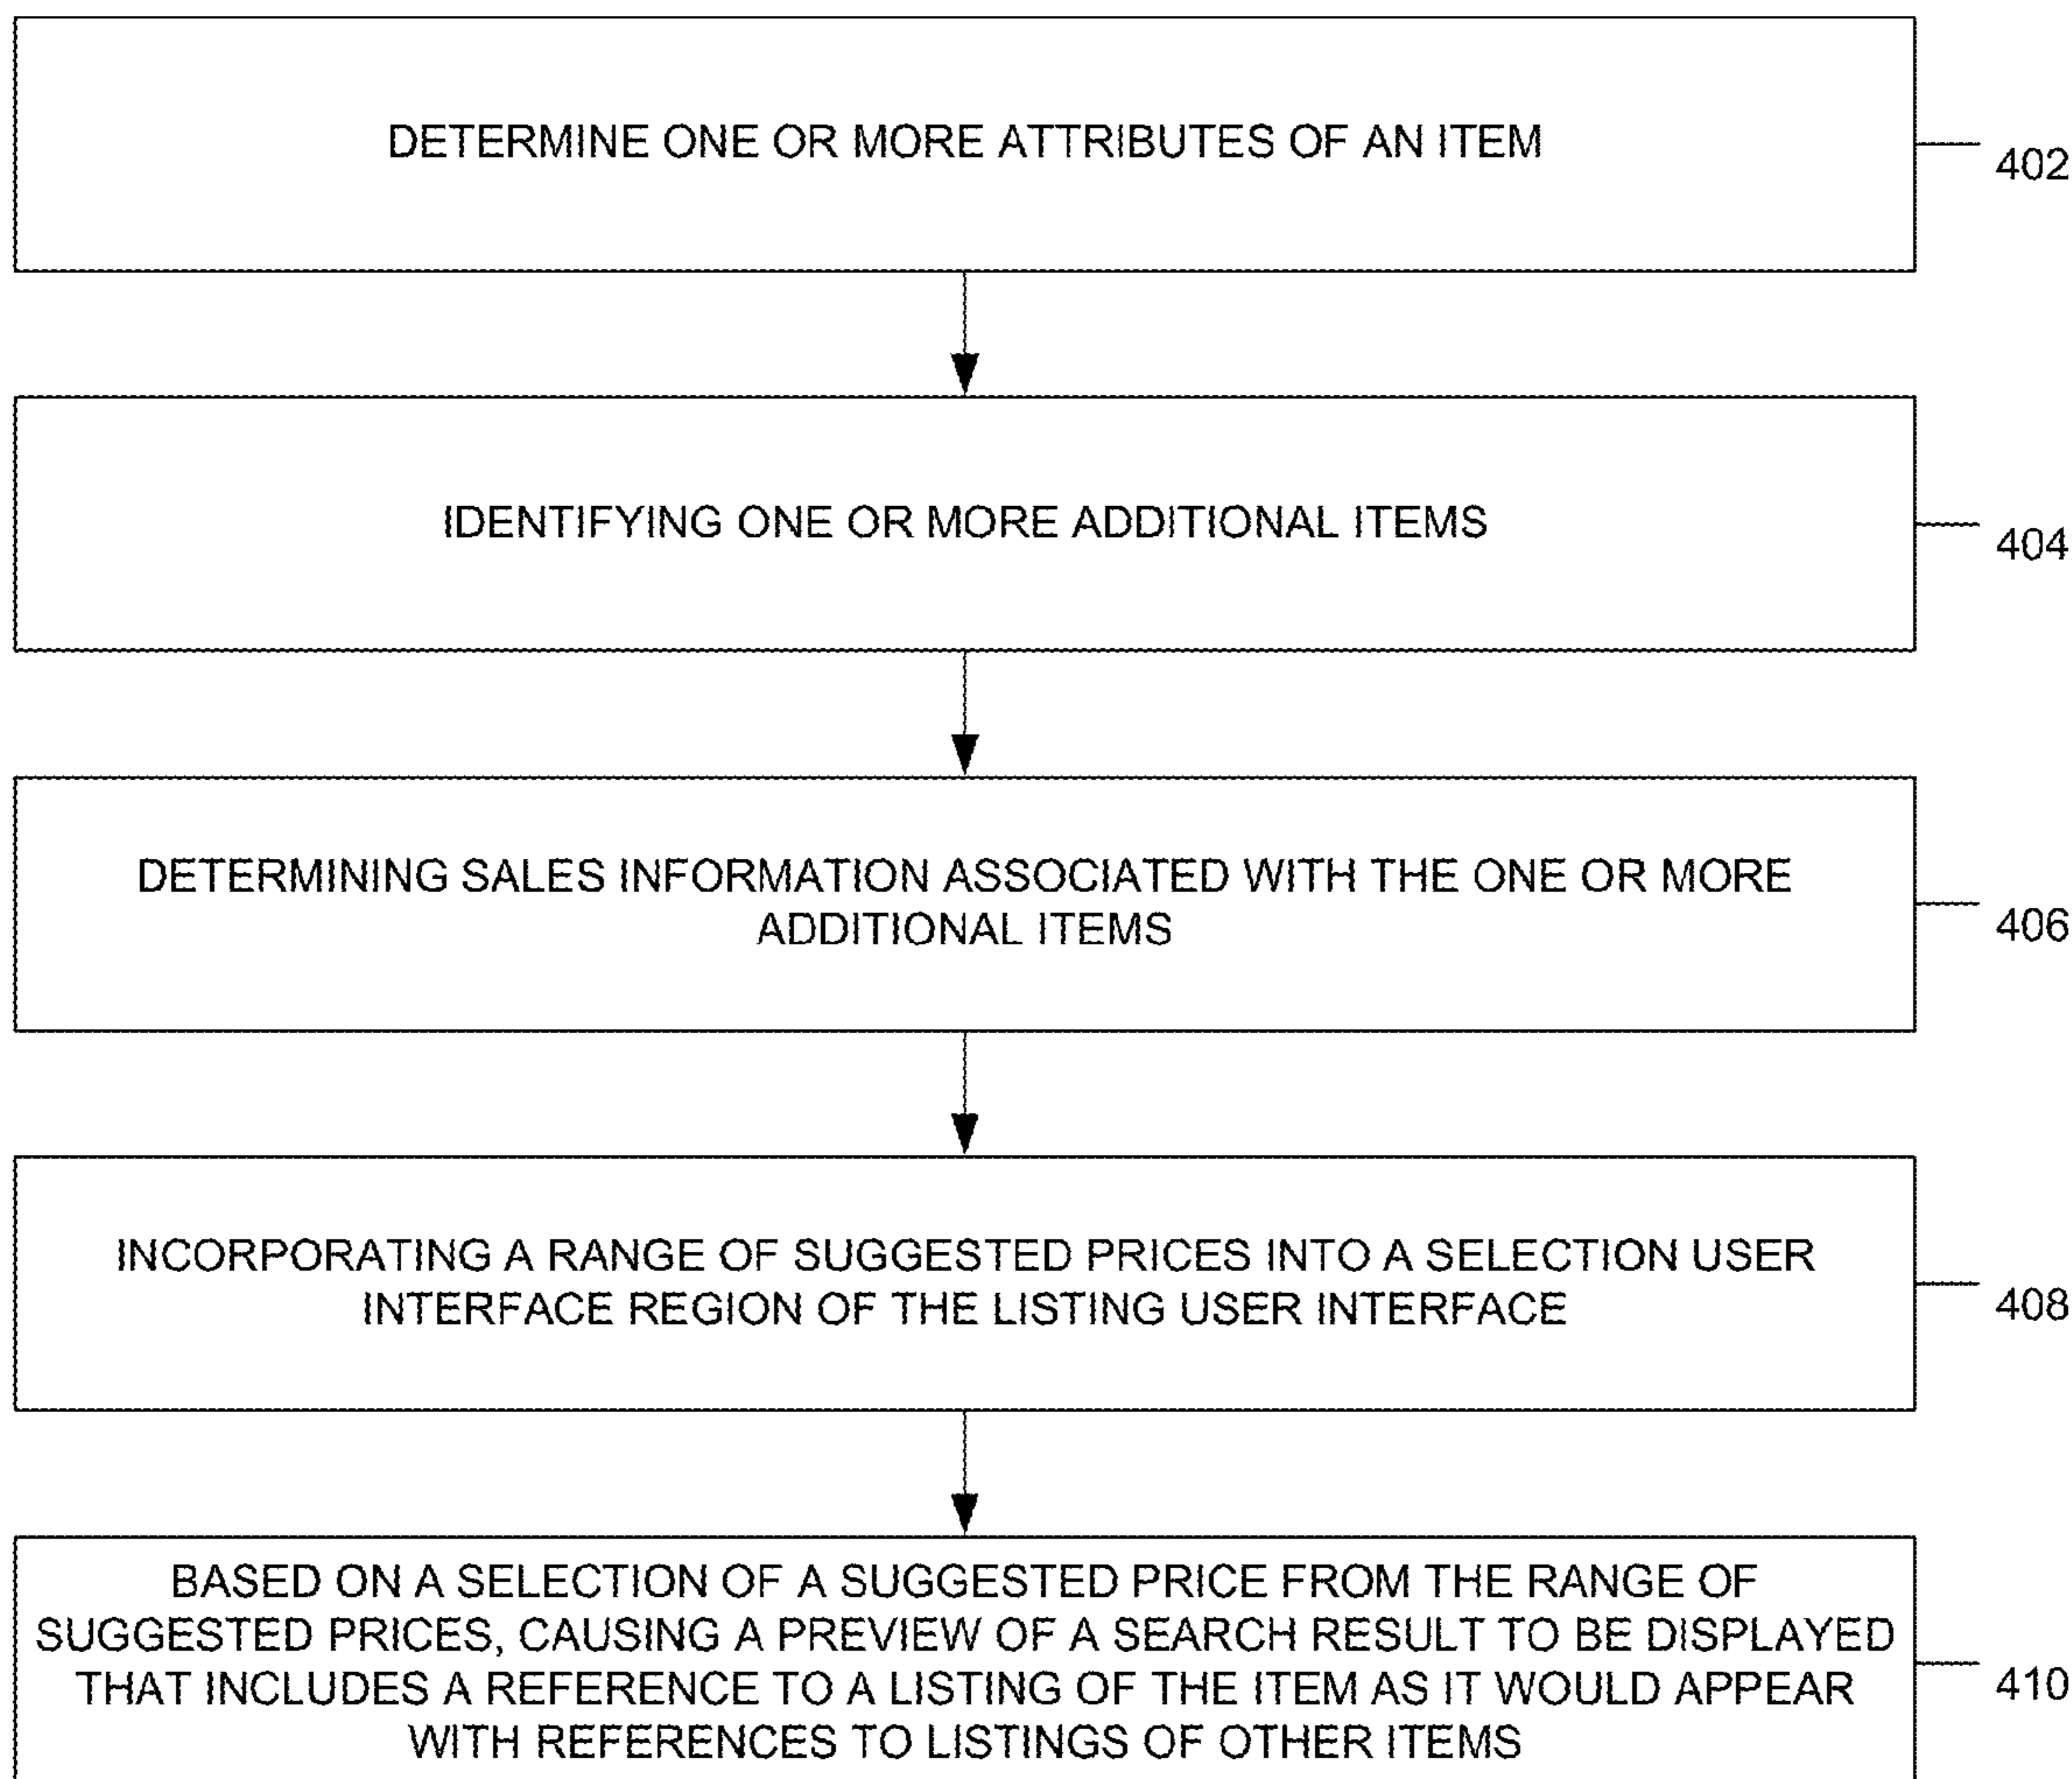 DETERMINE ONE OR MORE ATTRIBUTES OF AN ITEM
402
IDENTIFYING ONE OR MORE ADDITIONAL ITEMS
404
DETERMINING SALES INFORMATION ASSOCIATED WITH THE ONE OR MORE
ADDITIONAL ITEMS
406
INCORPORATING A RANGE OF SUGGESTED PRICES INTO A SELECTION USER
INTERFACE REGION OF THE LISTING USER INTERFACE
408
BASED ON A SELECTION OF A SUGGESTED PRICE FROM THE RANGE OF
SUGGESTED PRICES, CAUSING A PREVIEW OF A SEARCH RESULT TO BE DISPLAYED
THAT INCLUDES A REFERENCE TO A LISTING OF THE ITEM AS IT WOULD APPEAR
WITH REFERENCES TO LISTINGS OF OTHER ITEMS
410